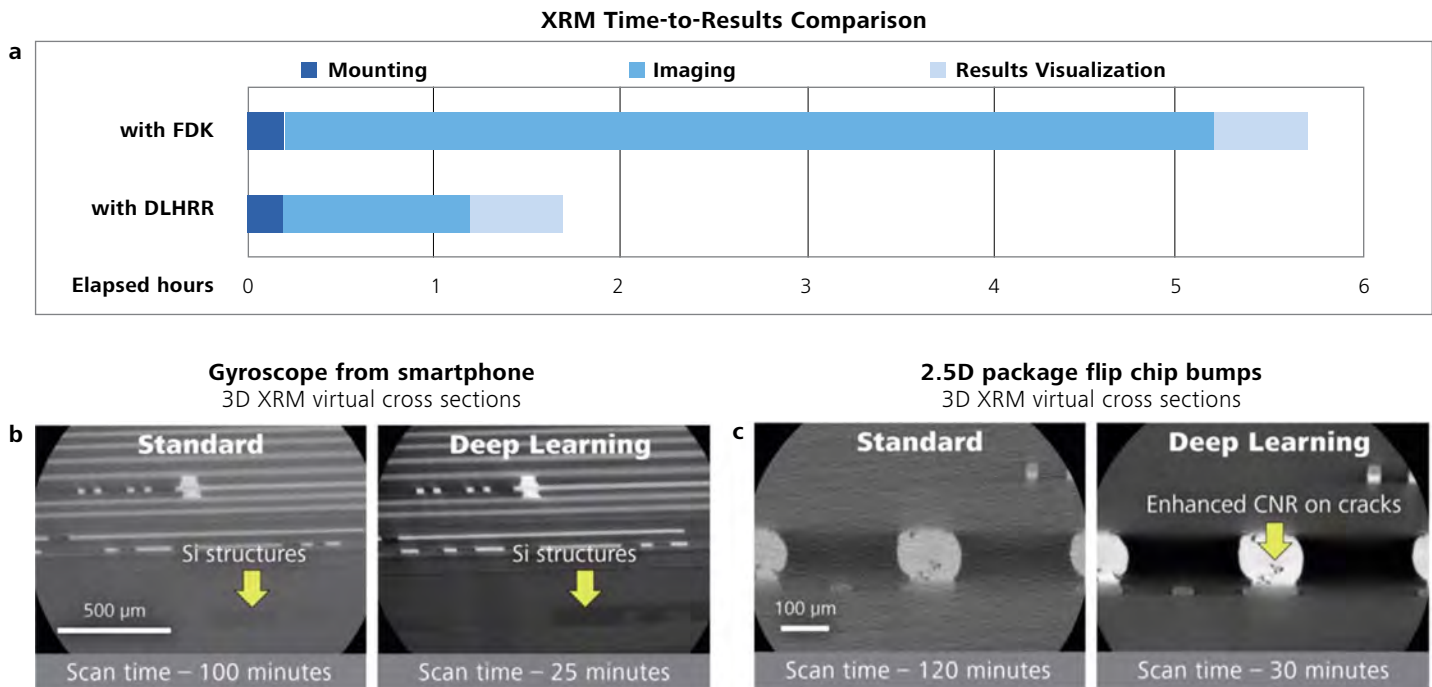 XRM Time-to-Results Comparison
a
Mounting Imaging Results Visualization
with FDK
with DLHRR
Elapsed hours 0 1 2 3 4 5 6
Gyroscope from smartphone
3D XRM virtual cross sections
b
Standard
Si structures
500 µm
Scan time – 100 minutes
Deep Learning
Si structures
Scan time – 25 minutes
2.5D package flip chip bumps
3D XRM virtual cross sections
c
Standard
100 µm
Scan time – 120 minutes
Deep Learning
Enhanced CNR on cracks
Scan time – 30 minutes